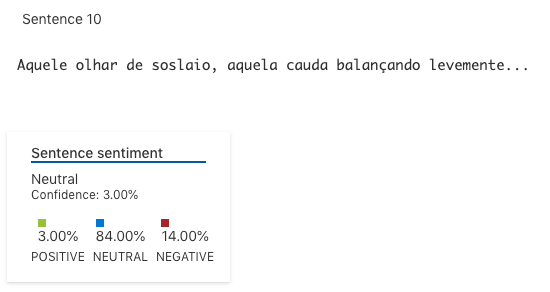 Sentence 10
Aquele olhar de soslaio, aquela cauda balançando levemente...
Sentence sentiment
Neutral
Confidence: 3.00%
3.00% 84.00% 14.00%
POSITIVE NEUTRAL NEGATIVE